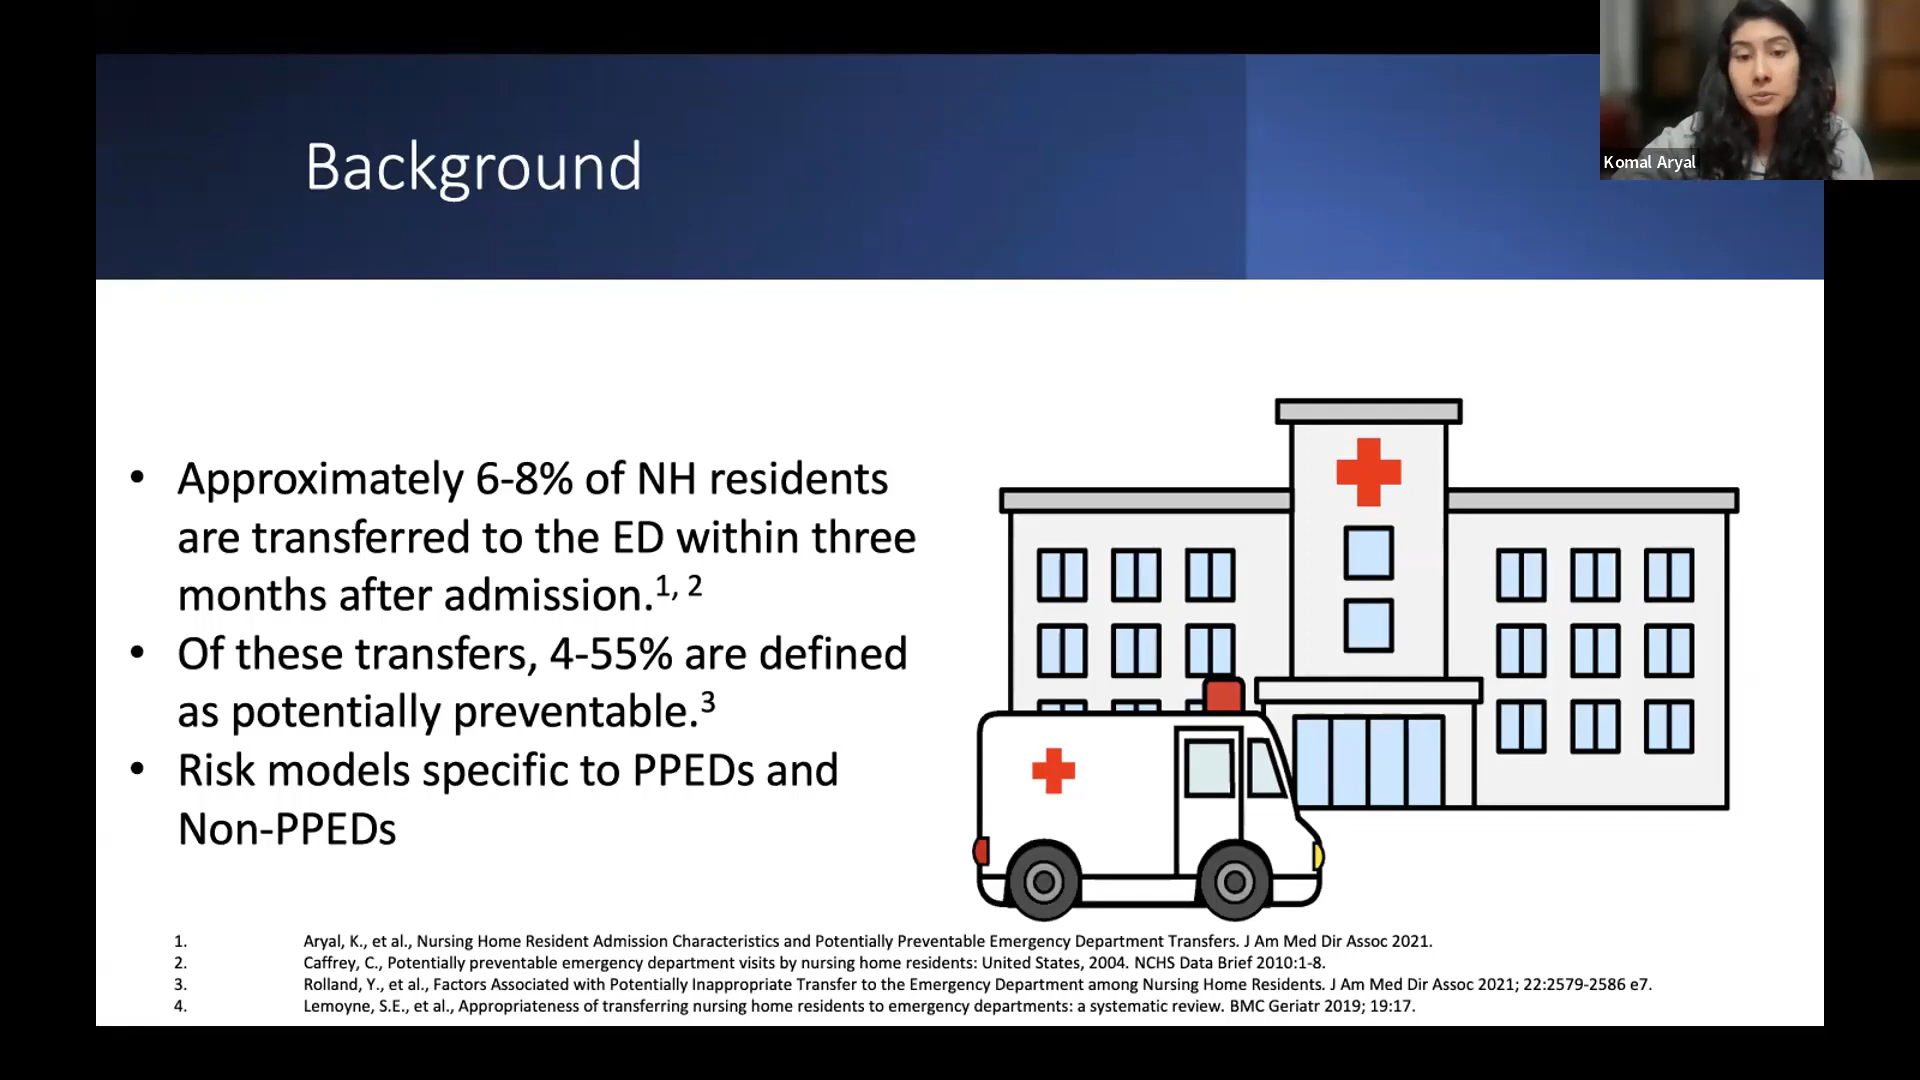 Background
Komal Aryal
• Approximately 6-8% of NH residents
are transferred to the ED within three
months after admission.1, 2
• Of these transfers, 4-55% are defined
as potentially preventable.3
• Risk models specific to PPEDs and
Non-PPEDs
1. Aryal, K., et al., Nursing Home Resident Admission Characteristics and Potentially Preventable Emergency Department Transfers. J Am Med Dir Assoc 2021.
2. Caffrey, C., Potentially preventable emergency department visits by nursing home residents: United States, 2004. NCHS Data Brief 2010:1-8.
3. Rolland, Y., et al., Factors Associated with Potentially Inappropriate Transfer to the Emergency Department among Nursing Home Residents. J Am Med Dir Assoc 2021; 22:2579-2586 e7.
4. Lemoyne, S.E., et al., Appropriateness of transferring nursing home residents to emergency departments: a systematic review. BMC Geriatr 2019; 19:17.